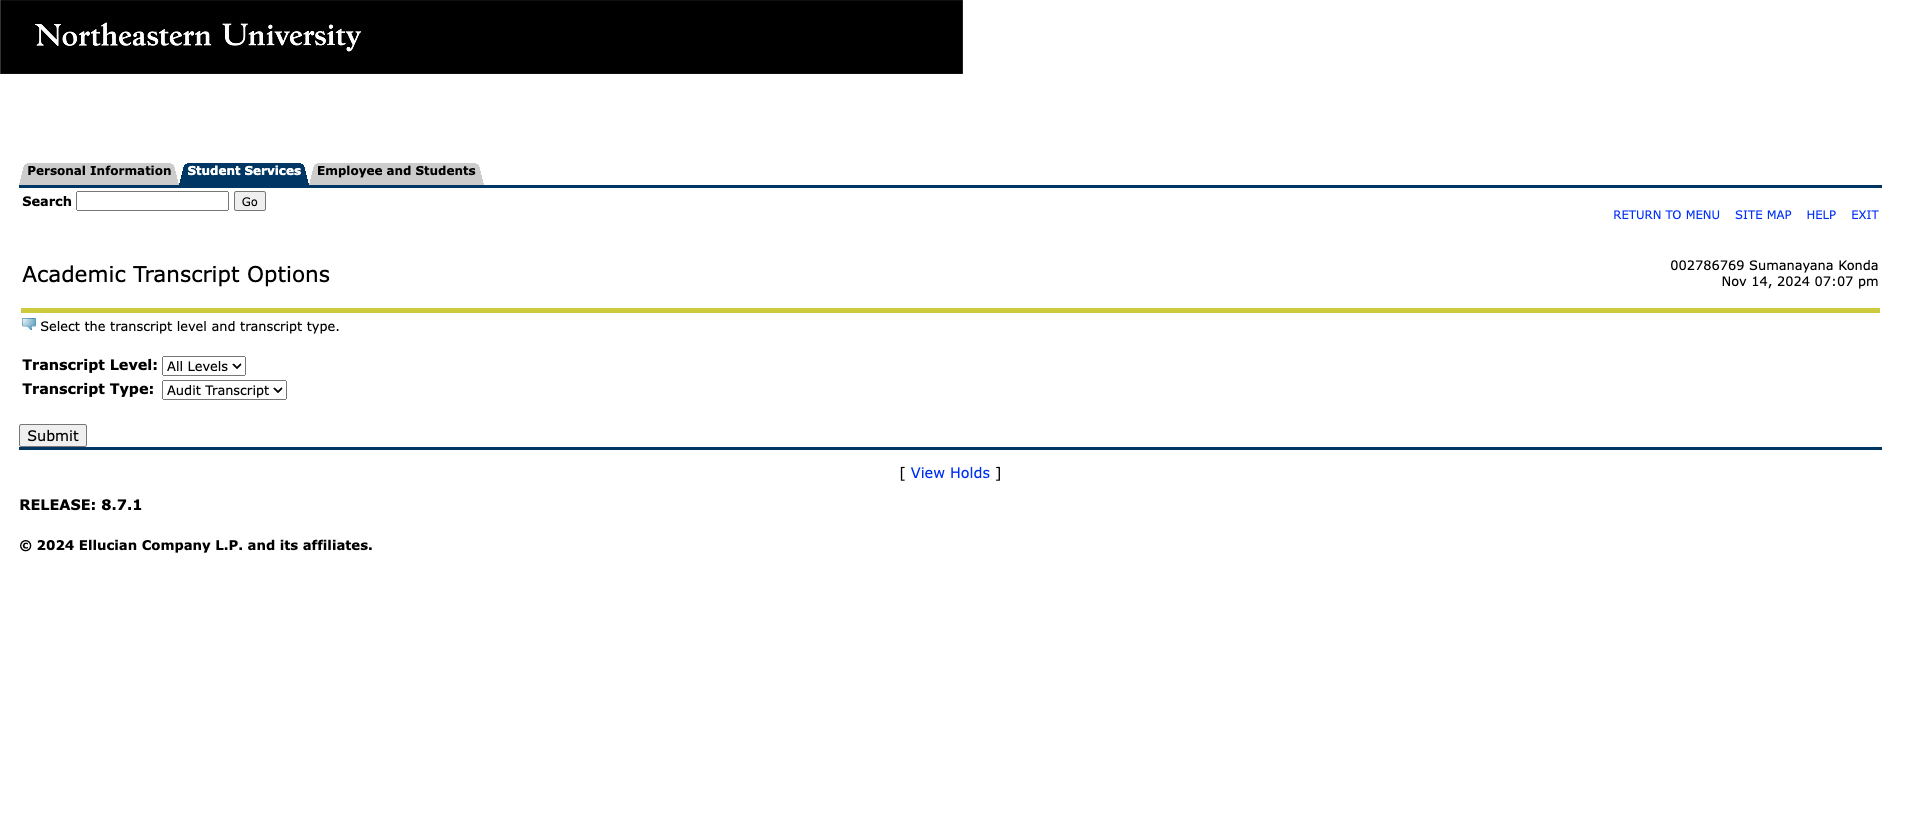 Northeastern University
Personal Information Student Services Employee and Students
Search Go
RETURN TO MENU SITE MAP HELP EXIT
Academic Transcript Options
002786769 Sumanayana Konda
Nov 14, 2024 07:07 pm
Select the transcript level and transcript type.
Transcript Level: All Levels
Transcript Type: Audit Transcript
Submit
[ View Holds ]
RELEASE: 8.7.1
© 2024 Ellucian Company L.P. and its affiliates.